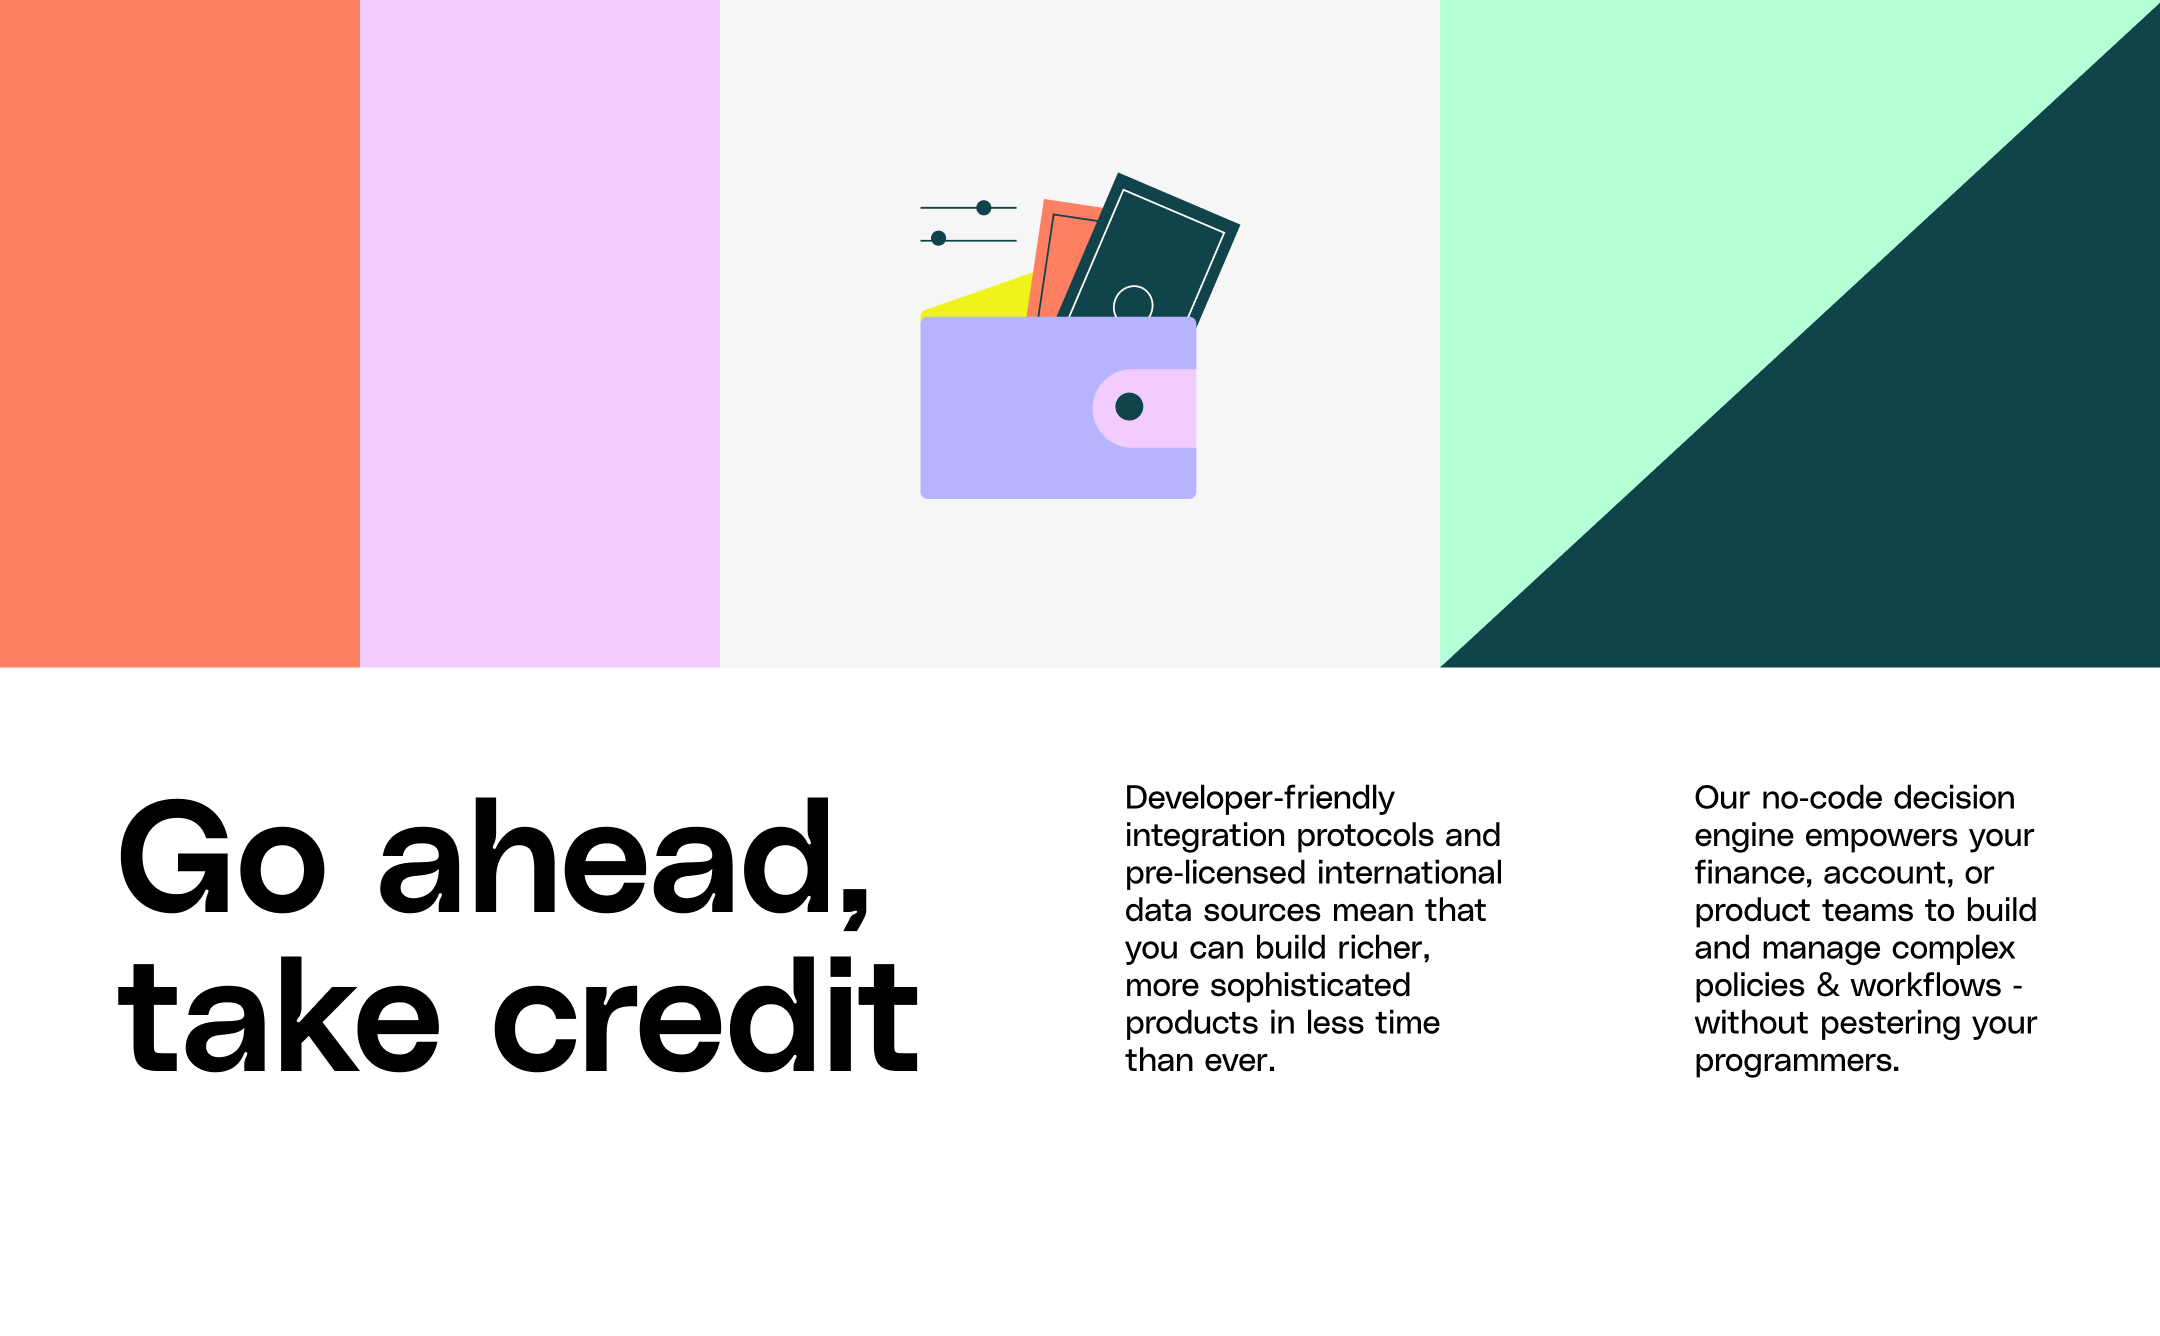 Go ahead,
take credit
Developer-friendly
integration protocols and
pre-licensed international
data sources mean that
you can build richer,
more sophisticated
products in less time
than ever.
Our no-code decision
engine empowers your
finance, account, or
product teams to build
and manage complex
policies & workflows -
without pestering your
programmers.